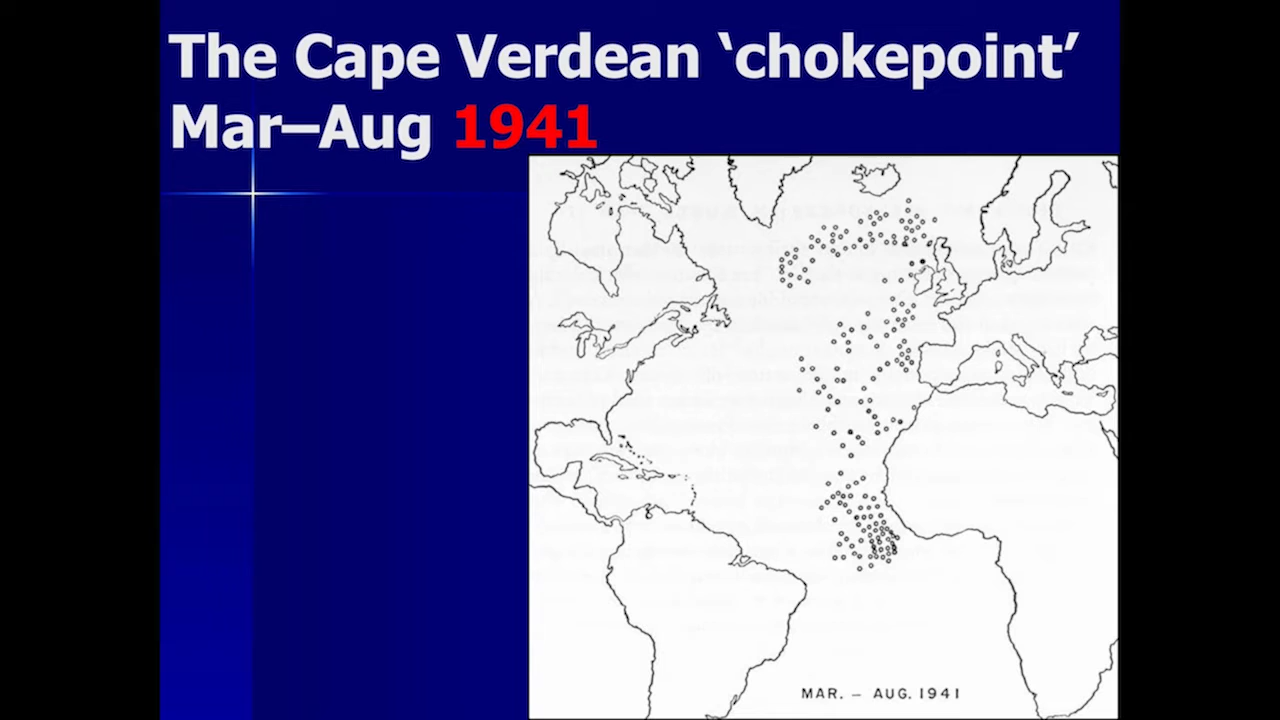 The Cape Verdean ‘chokepoint’
Mar–Aug 1941
MAR. – AUG. 1941